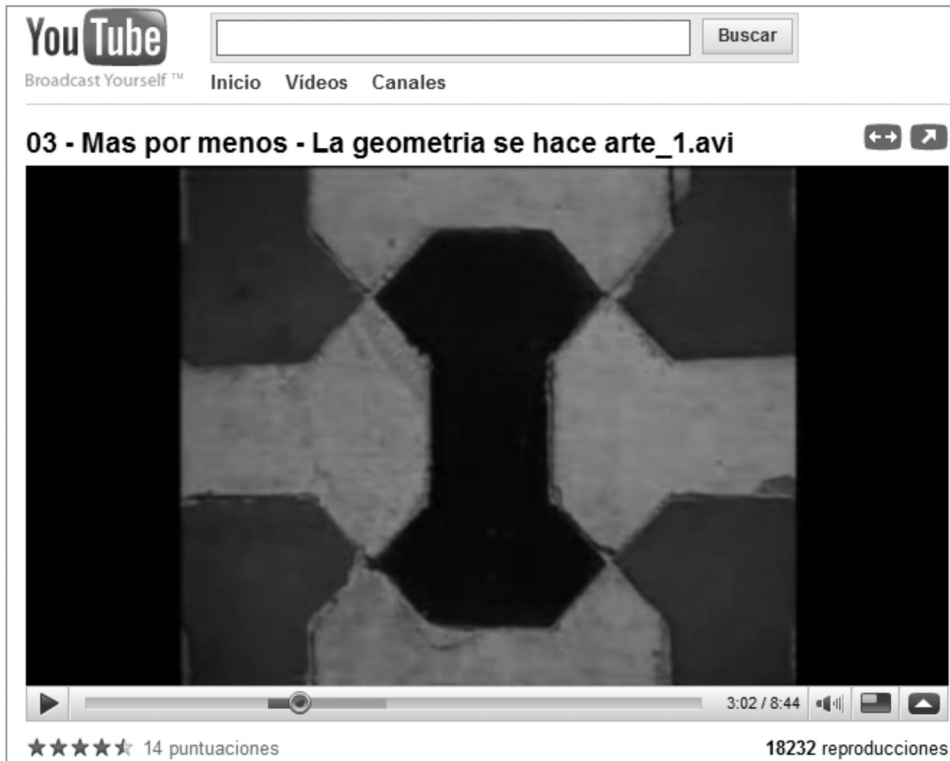 You Tube Buscar
Broadcast Yourself ™
Inicio Vídeos Canales
03 - Mas por menos - La geometria se hace arte_1.avi
3:02 / 8:44
14 puntuaciones 18232 reproducciones